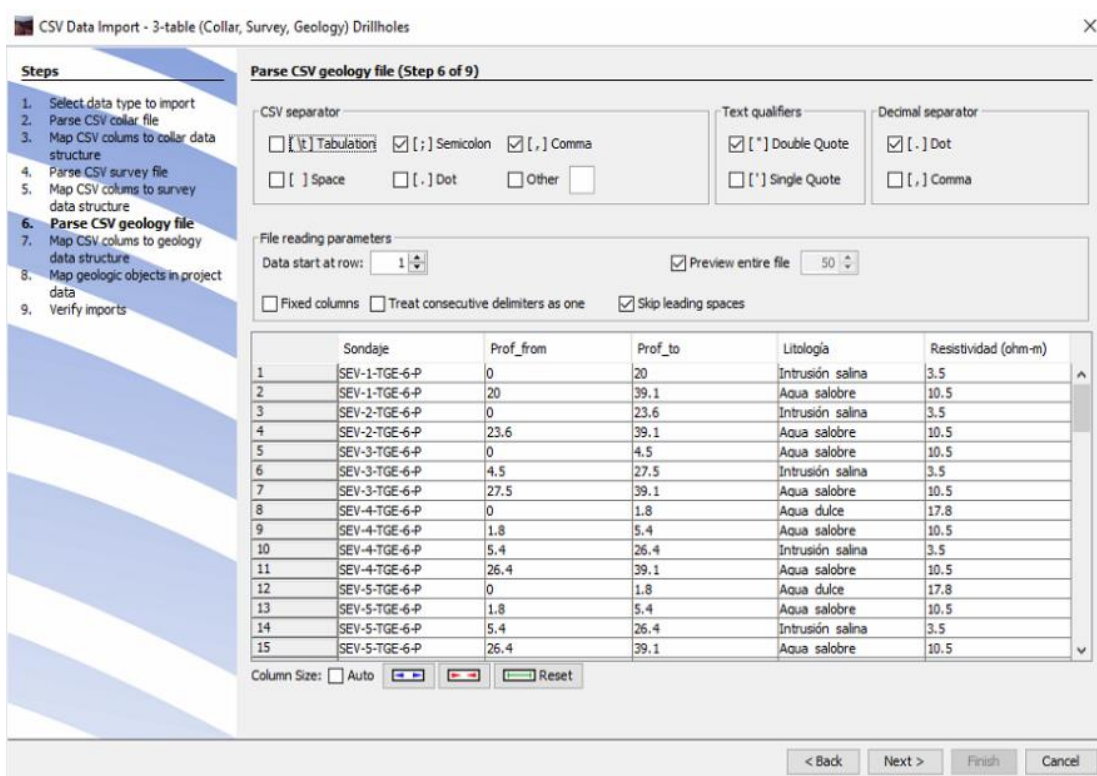 CSV Data Import - 3-table (Collar, Survey, Geology) Drillholes
Steps
1. Select data type to import
2. Parse CSV collar file
3. Map CSV colums to collar data
structure
4. Parse CSV survey file
5. Map CSV colums to survey
data structure
6. Parse CSV geology file
7. Map CSV colums to geology
data structure
8. Map geologic objects in project
data
9. Verify imports
Parse CSV geology file (Step 6 of 9)
CSV separator
[ \t ] Tabulation [ ; ] Semicolon [ , ] Comma
[ ] Space [ . ] Dot Other
Text qualifiers
["] Double Quote
['] Single Quote
Decimal separator
[ . ] Dot
[ , ] Comma
File reading parameters
Data start at row: 1 Preview entire file 50
Fixed columns Treat consecutive delimiters as one Skip leading spaces
Sondaje Prof_from Prof_to Litología Resistividad (ohm-m)
1 SEV-1-TGE-6-P 0 20 Intrusión salina 3.5
2 SEV-1-TGE-6-P 20 39.1 Agua salobre 10.5
3 SEV-2-TGE-6-P 0 23.6 Intrusión salina 3.5
4 SEV-2-TGE-6-P 23.6 39.1 Agua salobre 10.5
5 SEV-3-TGE-6-P 0 4.5 Agua salobre 10.5
6 SEV-3-TGE-6-P 4.5 27.5 Intrusión salina 3.5
7 SEV-3-TGE-6-P 27.5 39.1 Agua salobre 10.5
8 SEV-4-TGE-6-P 0 1.8 Agua dulce 17.8
9 SEV-4-TGE-6-P 1.8 5.4 Agua salobre 10.5
10 SEV-4-TGE-6-P 5.4 26.4 Intrusión salina 3.5
11 SEV-4-TGE-6-P 26.4 39.1 Agua salobre 10.5
12 SEV-5-TGE-6-P 0 1.8 Agua dulce 17.8
13 SEV-5-TGE-6-P 1.8 5.4 Agua salobre 10.5
14 SEV-5-TGE-6-P 5.4 26.4 Intrusión salina 3.5
15 SEV-5-TGE-6-P 26.4 39.1 Agua salobre 10.5
Column Size: Auto Reset
< Back Next > Finish Cancel